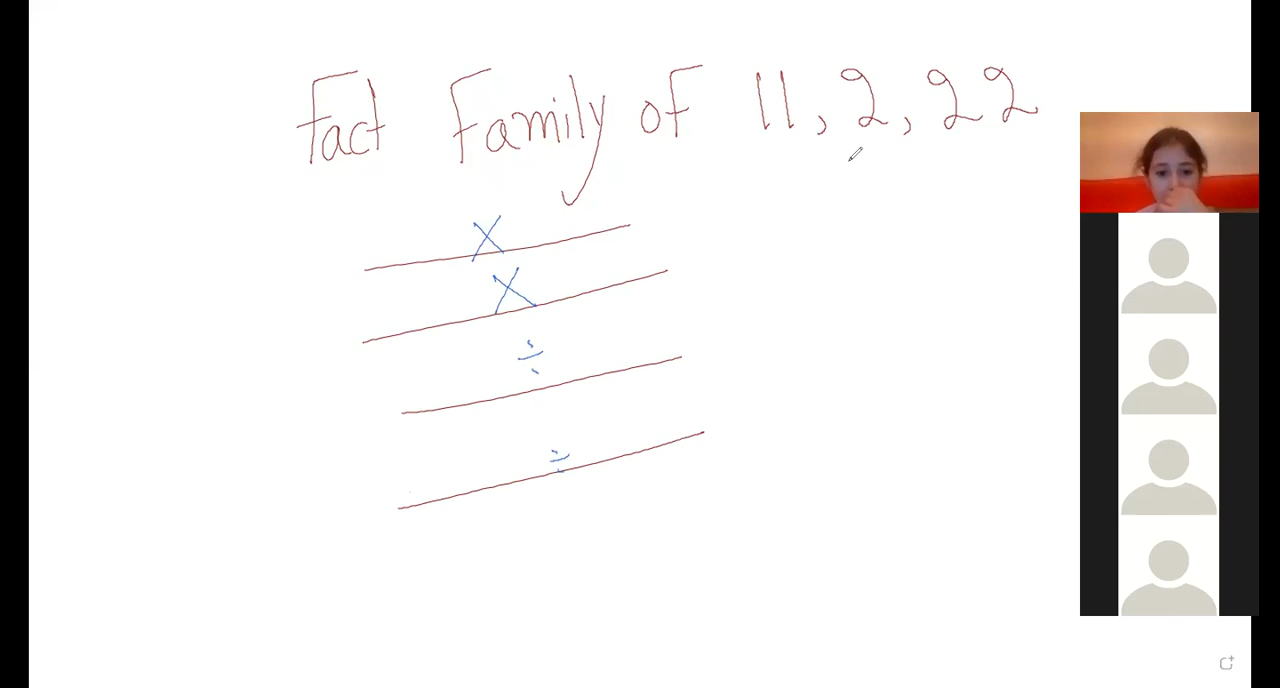 Fact Family of 11, 2, 22
×
×
÷
÷